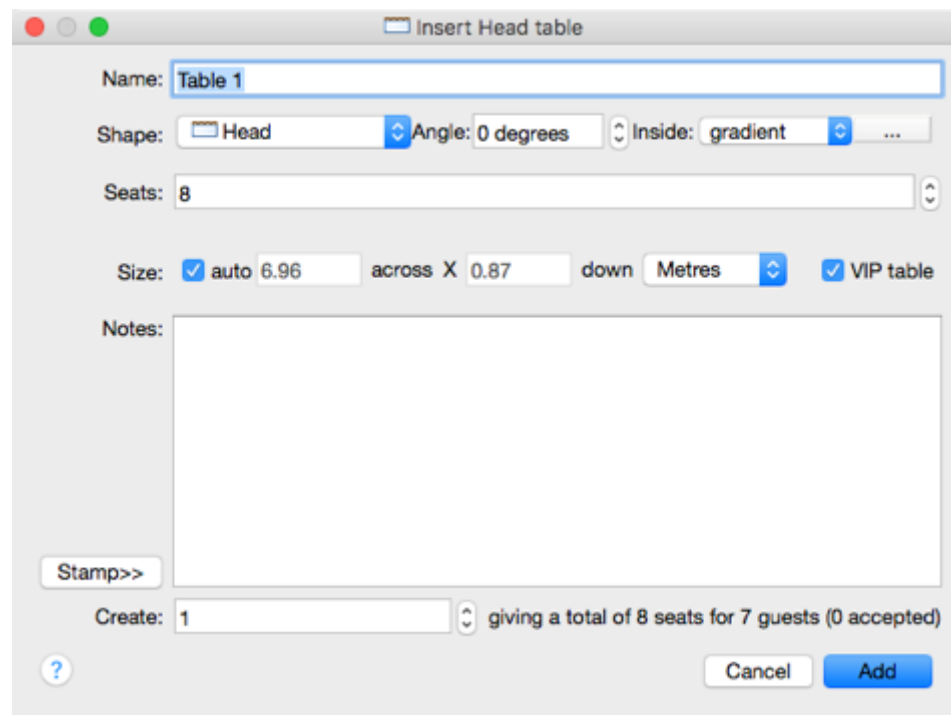 Insert Head table
Name: Table 1
Shape: Head Angle: 0 degrees Inside: gradient ...
Seats: 8
Size: auto 6.96 across X 0.87 down Metres VIP table
Notes:
Stamp>>
Create: 1 giving a total of 8 seats for 7 guests (0 accepted)
? Cancel Add